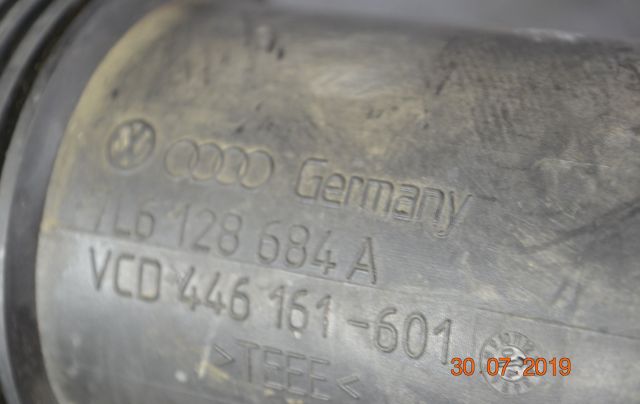 Germany
7L6 128 684 A
VCD 446 161-601
>TEEE<
30 07 2019